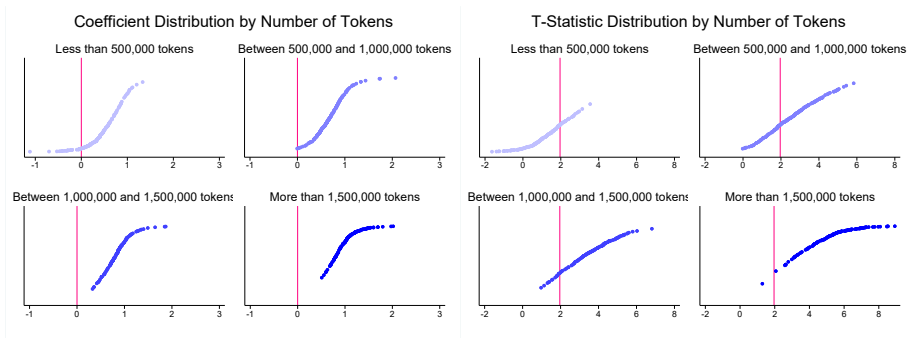 Coefficient Distribution by Number of Tokens
Less than 500,000 tokens
Between 500,000 and 1,000,000 tokens
-1 0 1 2 3
-1 0 1 2 3
Between 1,000,000 and 1,500,000 tokens
More than 1,500,000 tokens
-1 0 1 2 3
-1 0 1 2 3
T-Statistic Distribution by Number of Tokens
Less than 500,000 tokens
Between 500,000 and 1,000,000 tokens
-2 0 2 4 6 8
-2 0 2 4 6 8
Between 1,000,000 and 1,500,000 tokens
More than 1,500,000 tokens
-2 0 2 4 6 8
-2 0 2 4 6 8